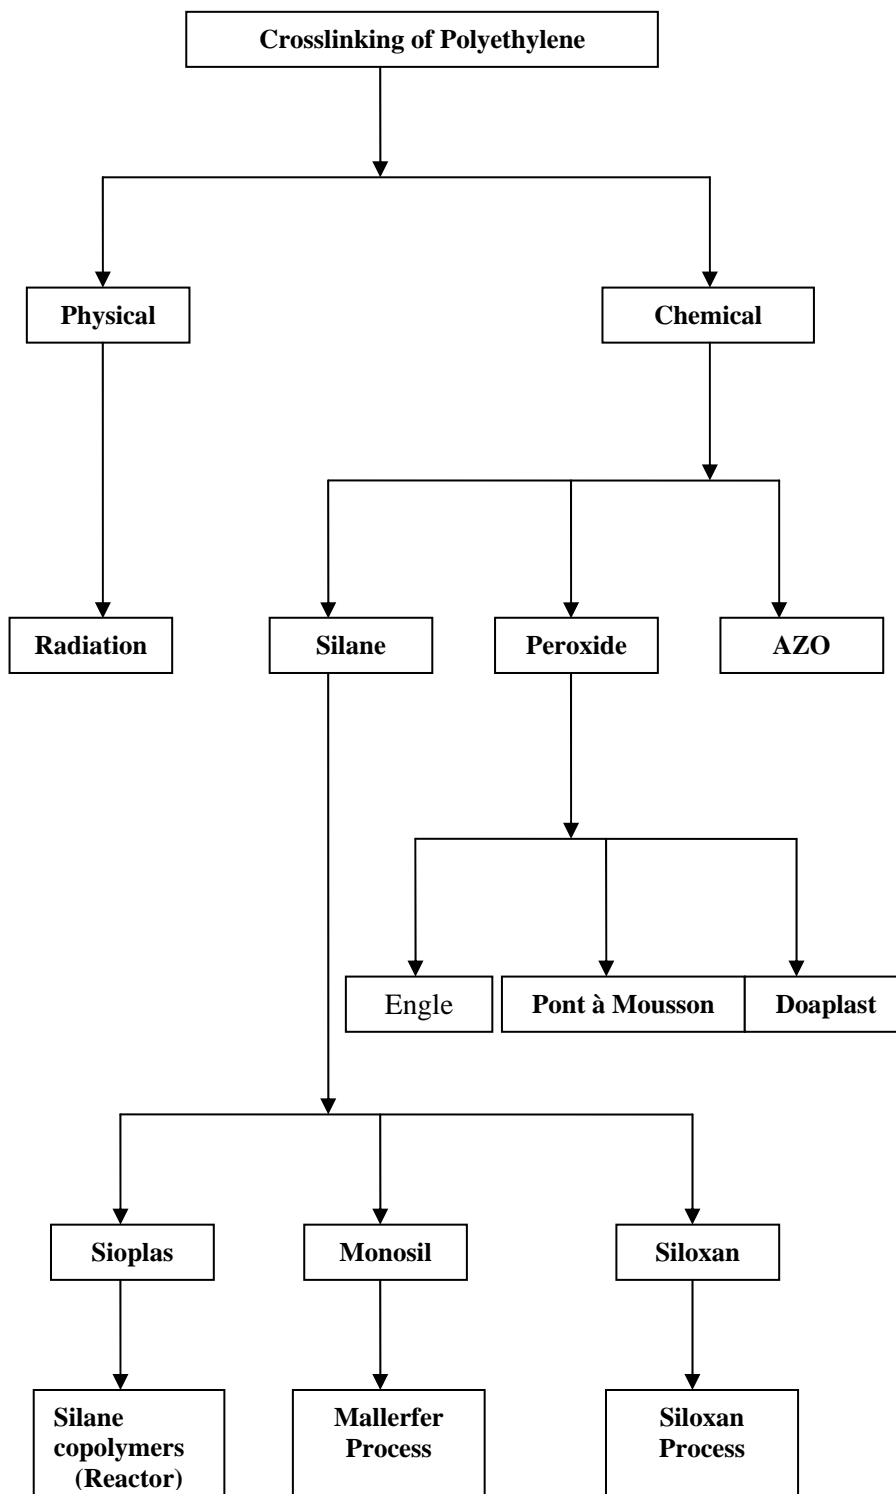 Crosslinking of Polyethylene
Physical
Chemical
Radiation
Silane
Peroxide
AZO
Engle
Pont à Mousson
Doaplast
Sioplas
Monosil
Siloxan
Silane
copolymers
(Reactor)
Mallerfer
Process
Siloxan
Process